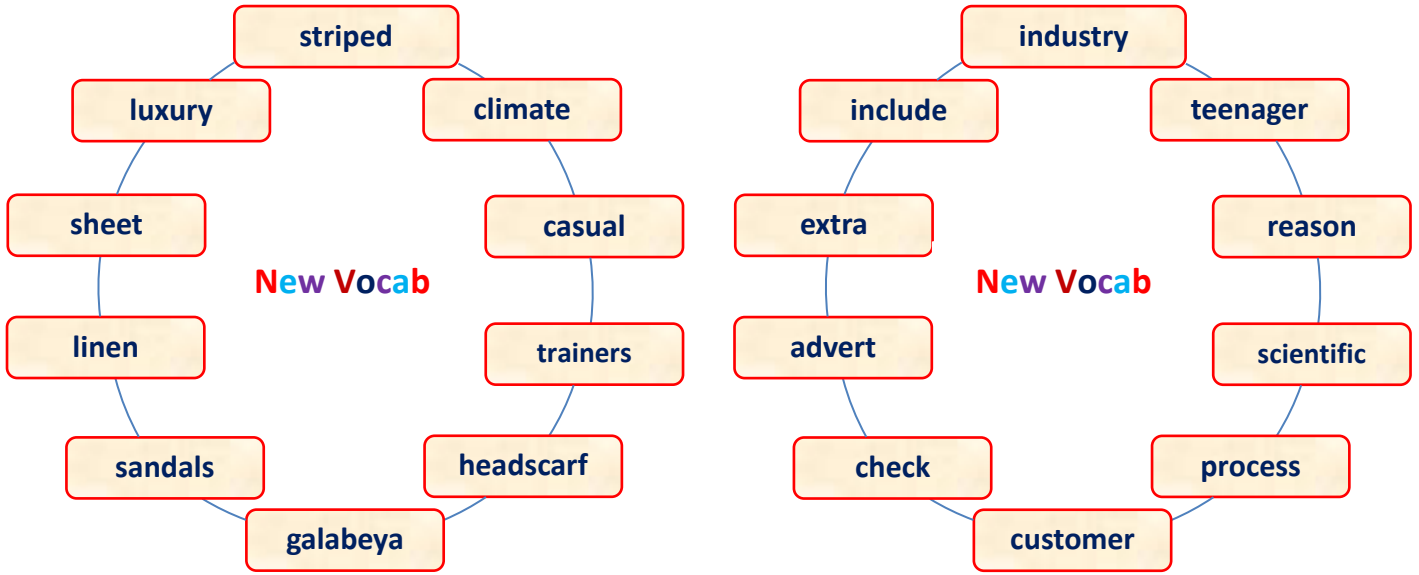 striped
luxury
climate
sheet
casual
New Vocab
linen
trainers
sandals
headscarf
galabeya
industry
include
teenager
extra
reason
New Vocab
advert
scientific
check
process
customer